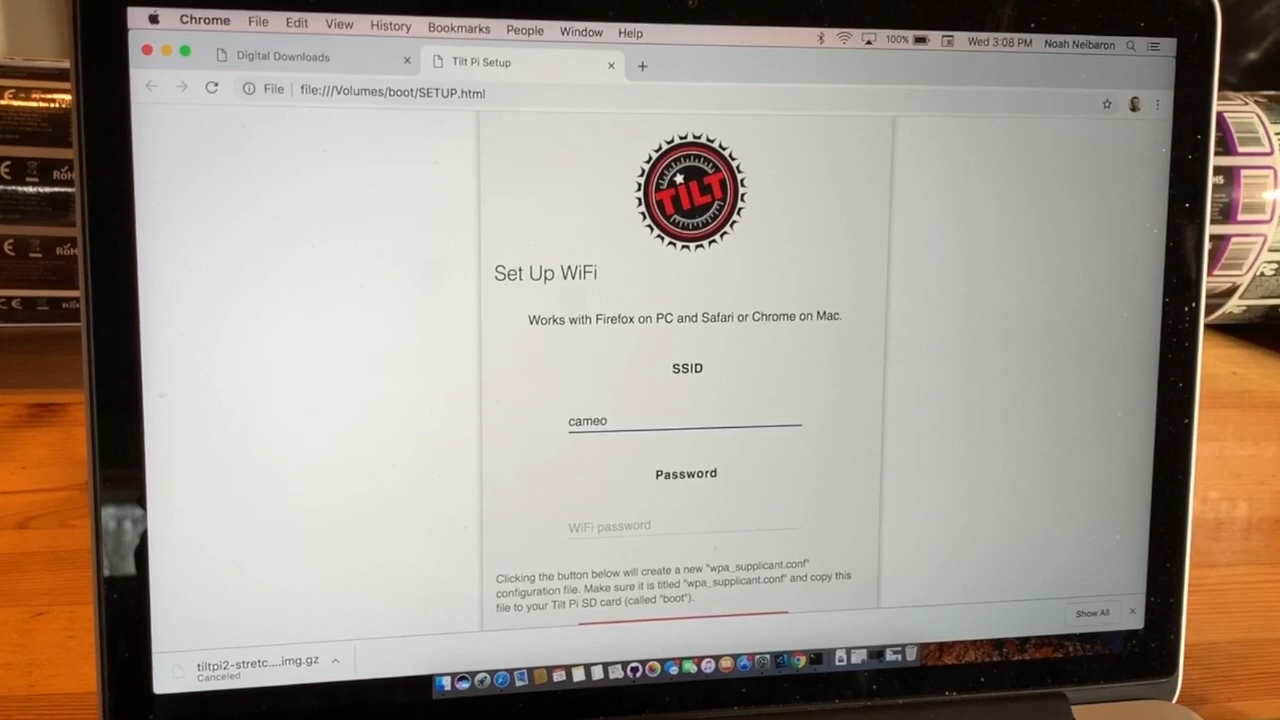 Chrome File Edit View History Bookmarks People Window Help
100% Wed 3:08 PM Noah Neibaron
Digital Downloads
Tilt Pi Setup
File file:///Volumes/boot/SETUP.html
TILT
Set Up WiFi
Works with Firefox on PC and Safari or Chrome on Mac.
SSID
cameo
Password
WiFi password
Clicking the button below will create a new "wpa_supplicant.conf"
configuration file. Make sure it is titled "wpa_supplicant.conf" and copy this
file to your Tilt Pi SD card (called "boot").
Show All
tiltpi2-stretc....img.gz
Canceled